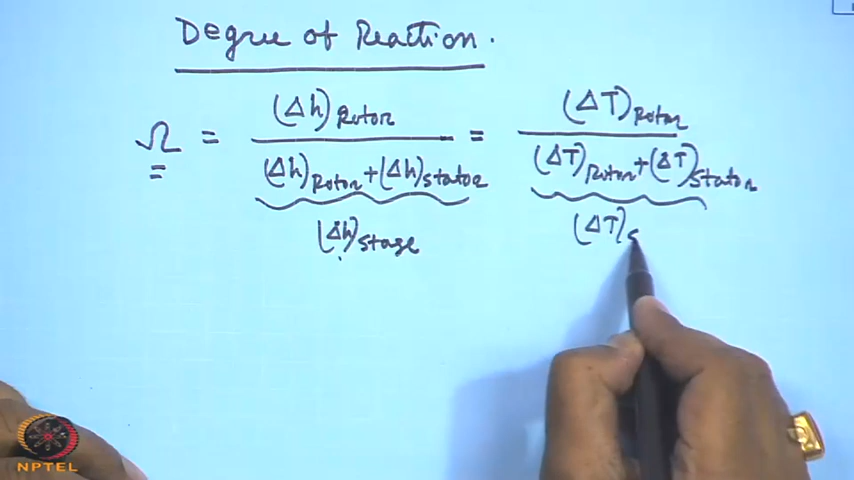 Degree of Reaction.
Ω = (Δh)Rotor / (Δh)Rotor + (Δh)Stator = (ΔT)Rotor / (ΔT)Rotor + (ΔT)Stator
(Δh)Stage (ΔT)S
NPTEL